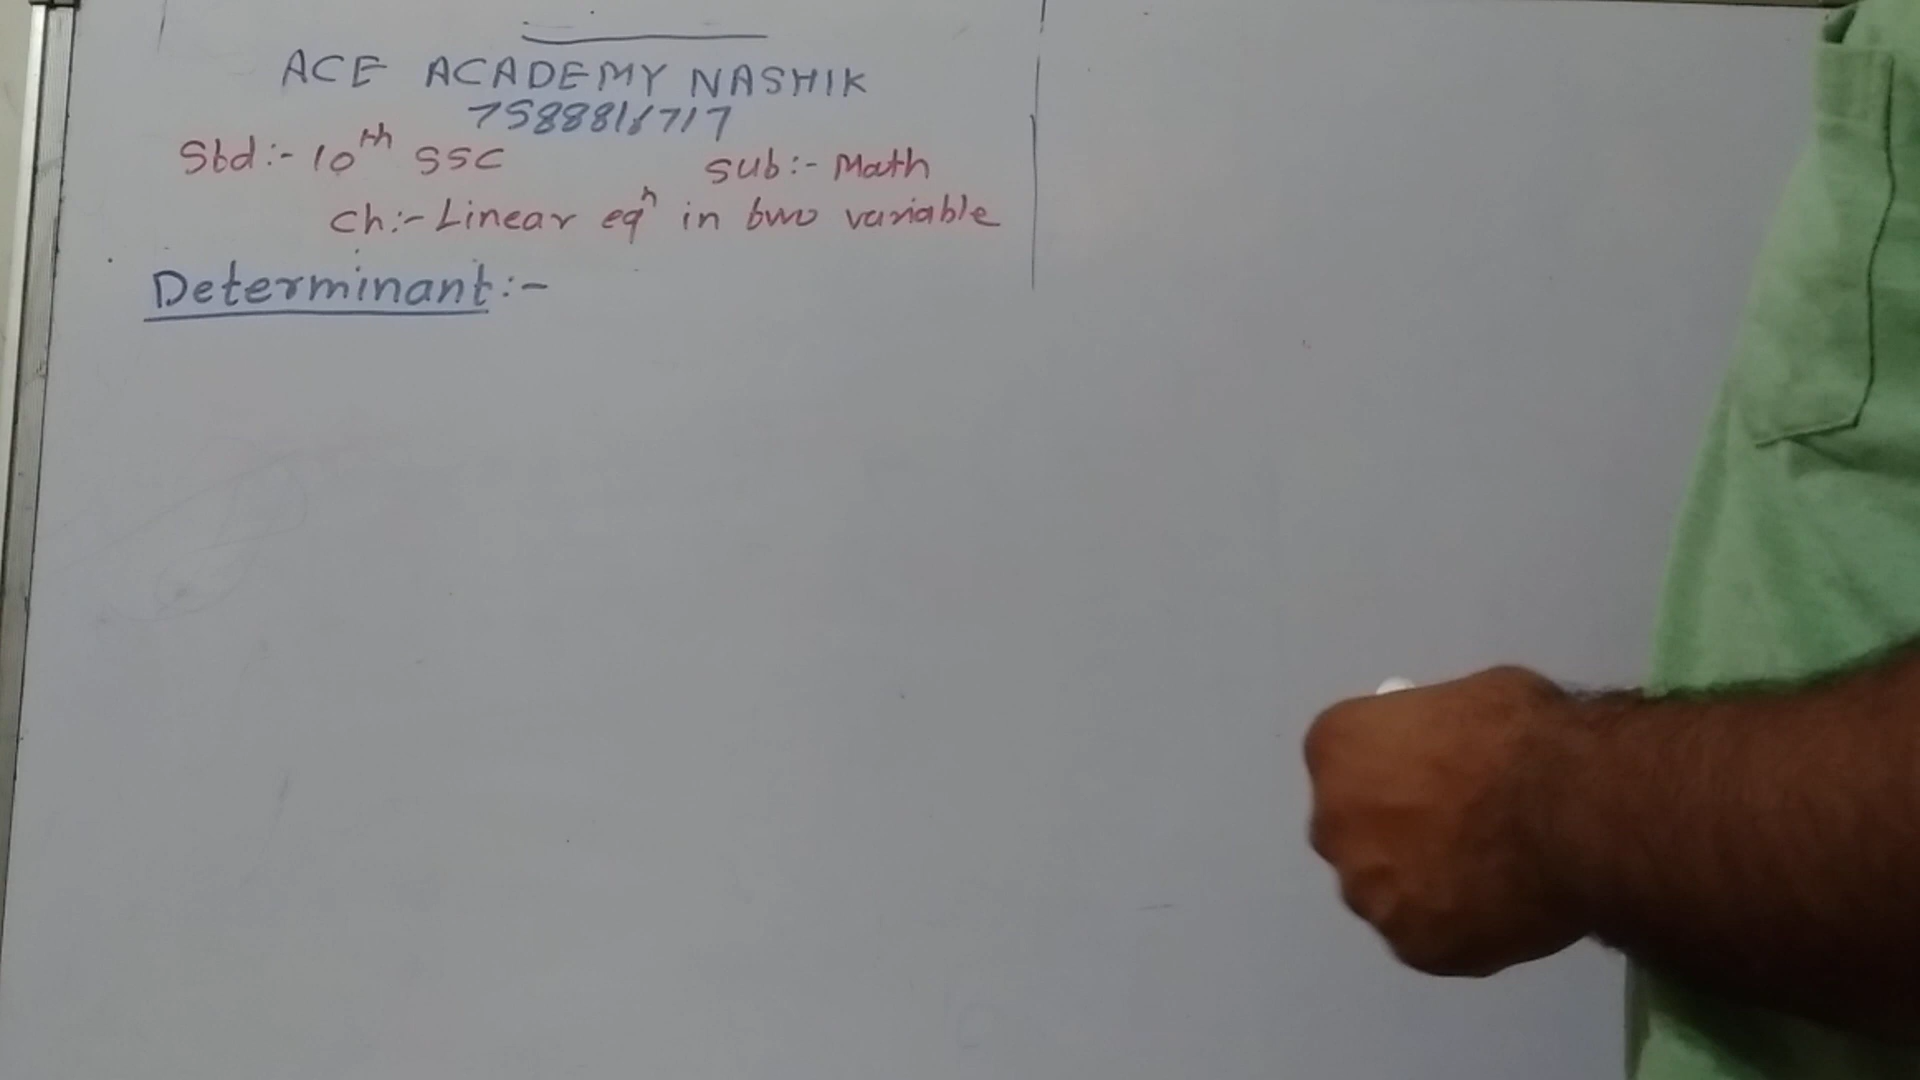 ACE ACADEMY NASHIK
7588816717
Std:- 10th SSC Sub:- Math
Ch:- Linear eqn in two variable
Determinant:-